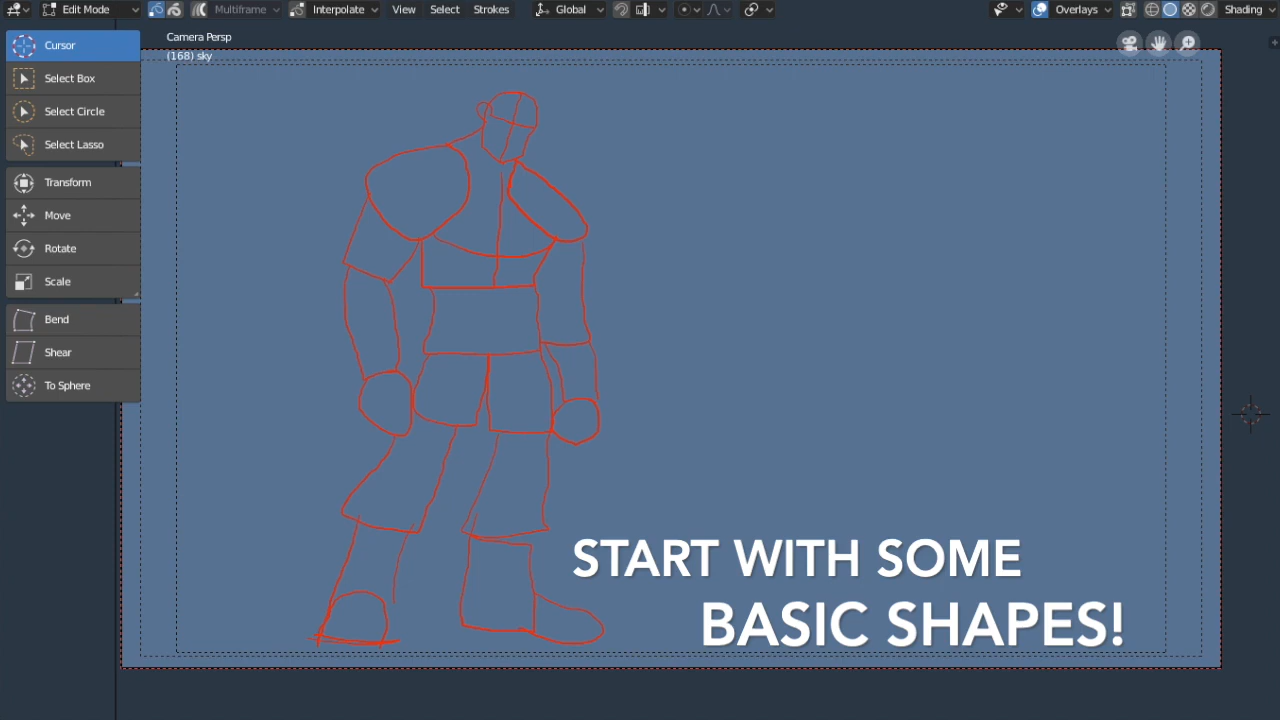 Edit Mode Multiframe Interpolate View Select Strokes Global Overlays Shading
Camera Persp
(168) sky
Cursor
Select Box
Select Circle
Select Lasso
Transform
Move
Rotate
Scale
Bend
Shear
To Sphere
START WITH SOME
BASIC SHAPES!